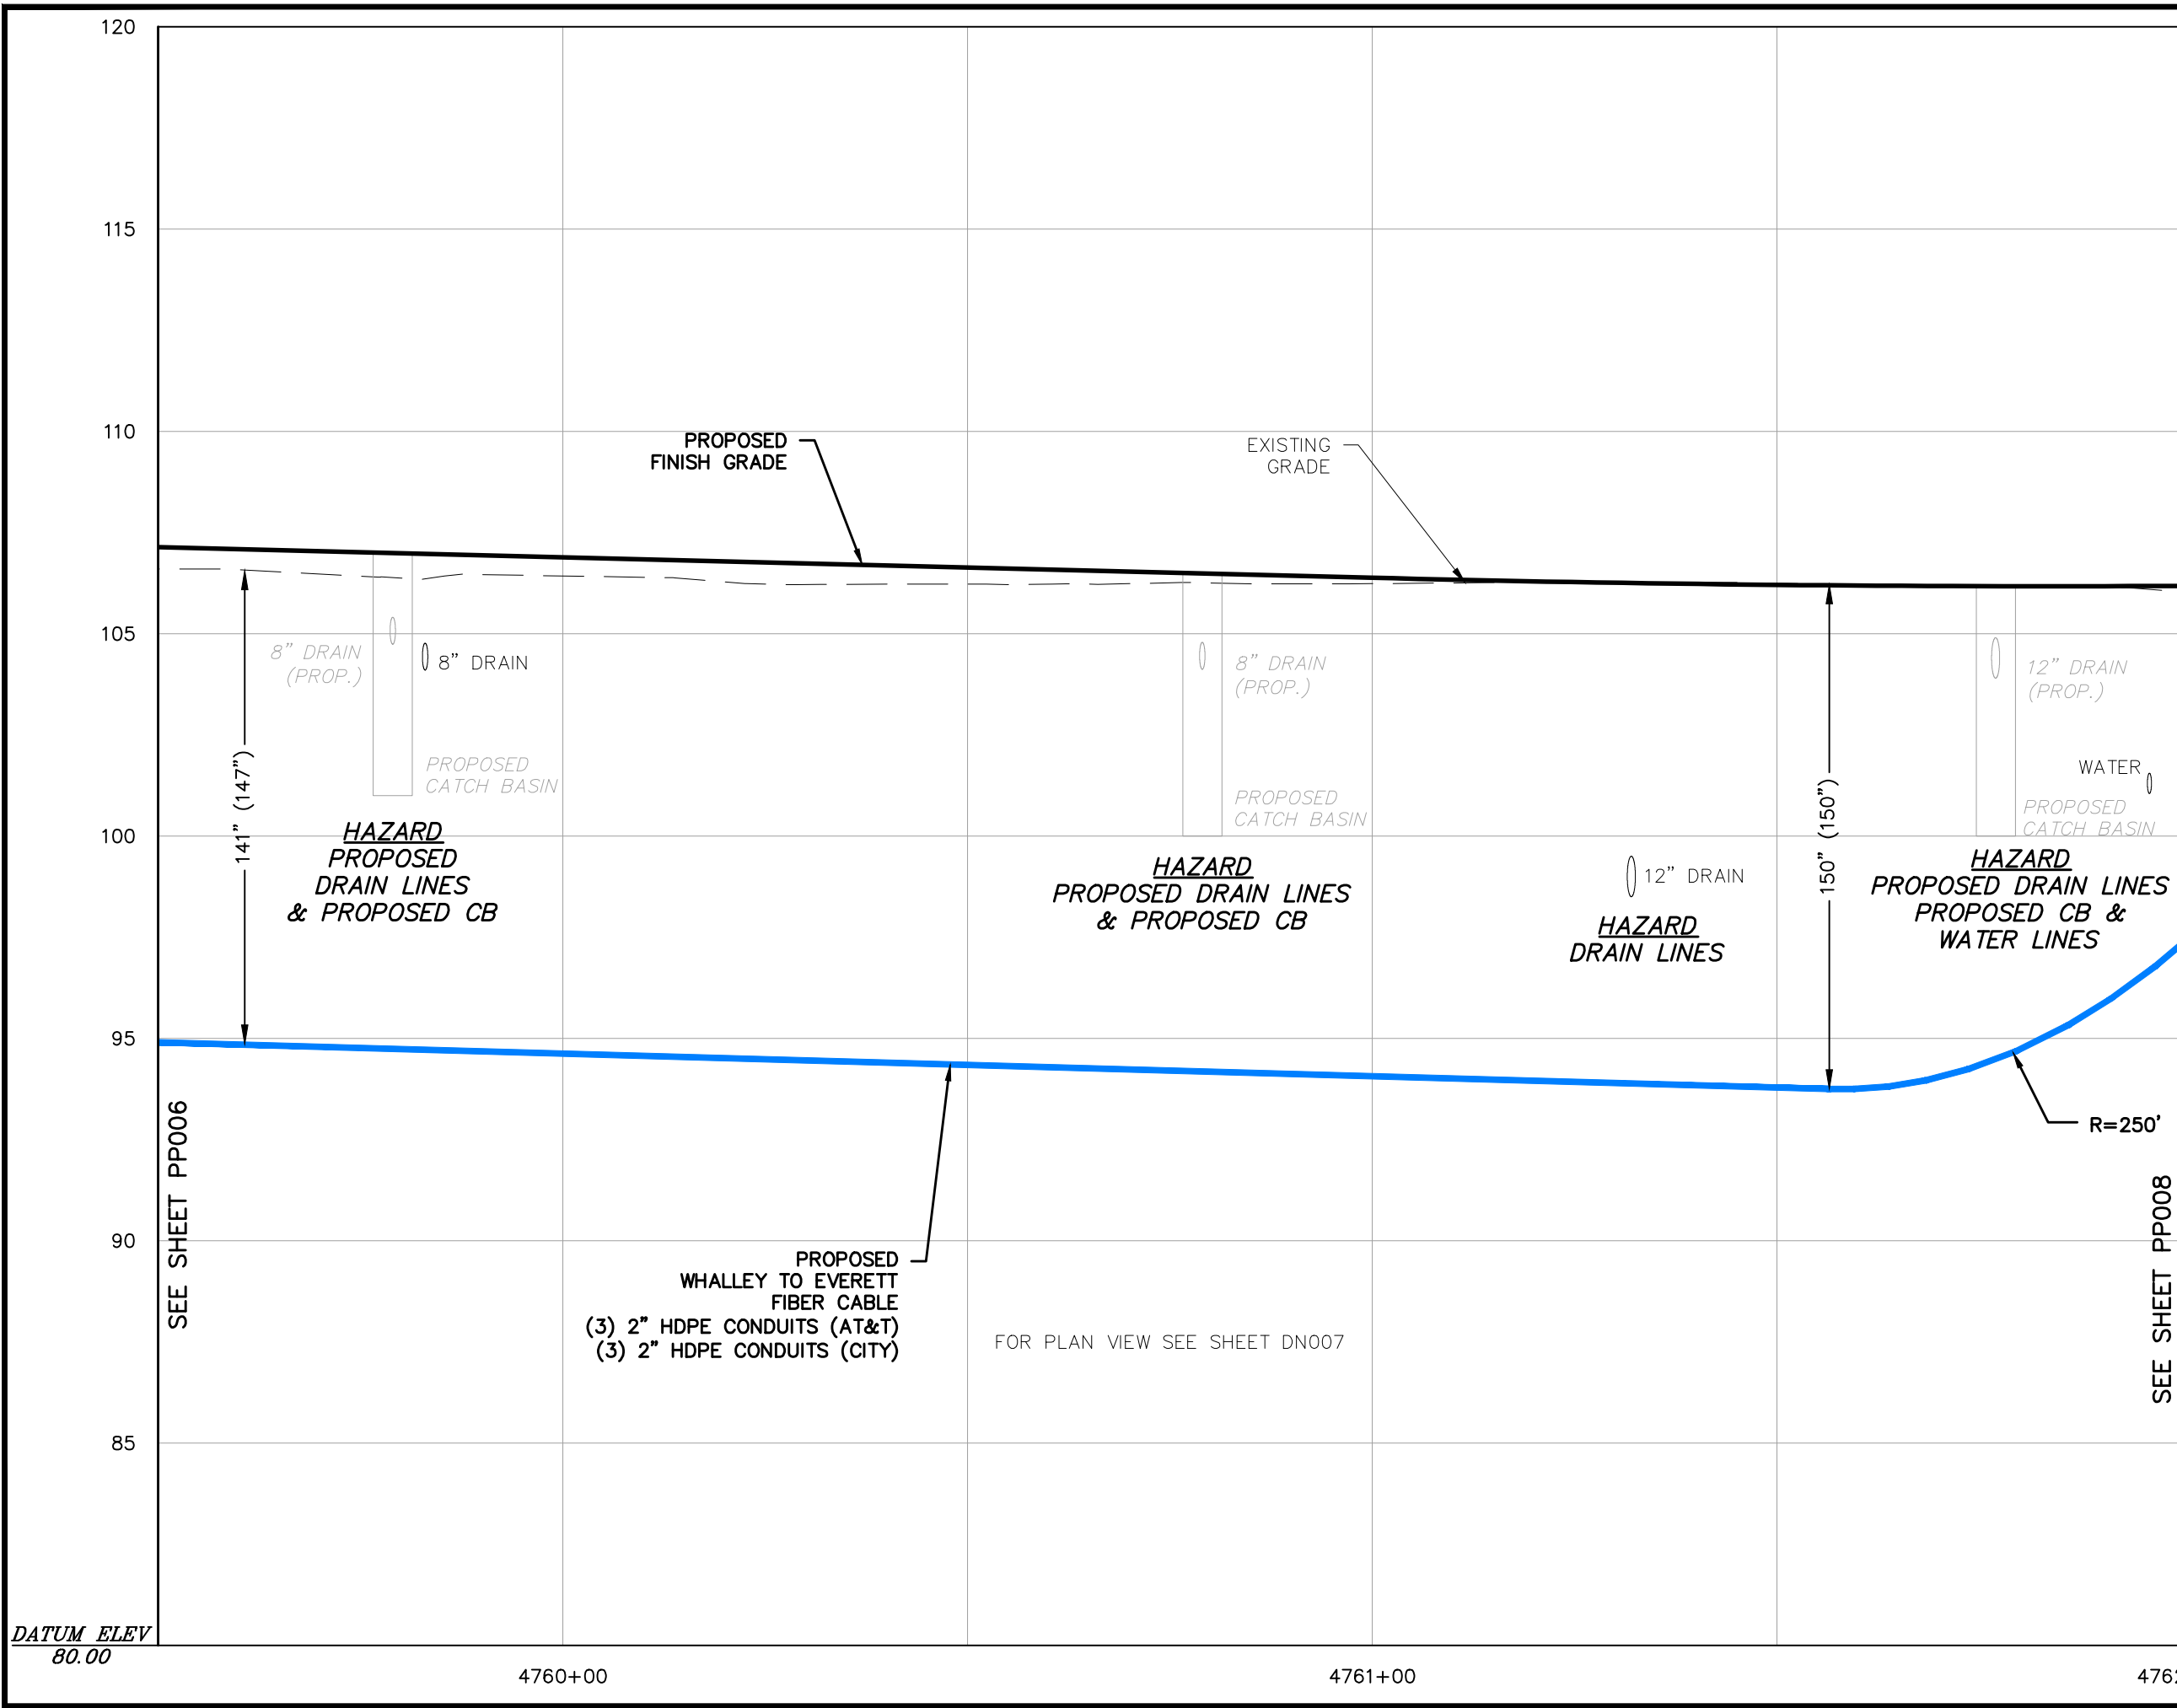 120
115
110
PROPOSED
FINISH GRADE
EXISTING
GRADE
105
8” DRAIN
(PROP.)
8” DRAIN
8” DRAIN
(PROP.)
12” DRAIN
(PROP.)
141” (147”)
PROPOSED
CATCH BASIN
PROPOSED
CATCH BASIN
150” (150”)
WATER
PROPOSED
CATCH BASIN
100
HAZARD
PROPOSED
DRAIN LINES
& PROPOSED CB
HAZARD
PROPOSED DRAIN LINES
& PROPOSED CB
12” DRAIN
HAZARD
DRAIN LINES
HAZARD
PROPOSED DRAIN LINES
PROPOSED CB &
WATER LINES
95
R=250’
SEE SHEET PP006
SEE SHEET PP008
90
PROPOSED
WHALLEY TO EVERETT
FIBER CABLE
(3) 2” HDPE CONDUITS (AT&T)
(3) 2” HDPE CONDUITS (CITY)
FOR PLAN VIEW SEE SHEET DN007
85
DATUM ELEV
80.00
4760+00
4761+00